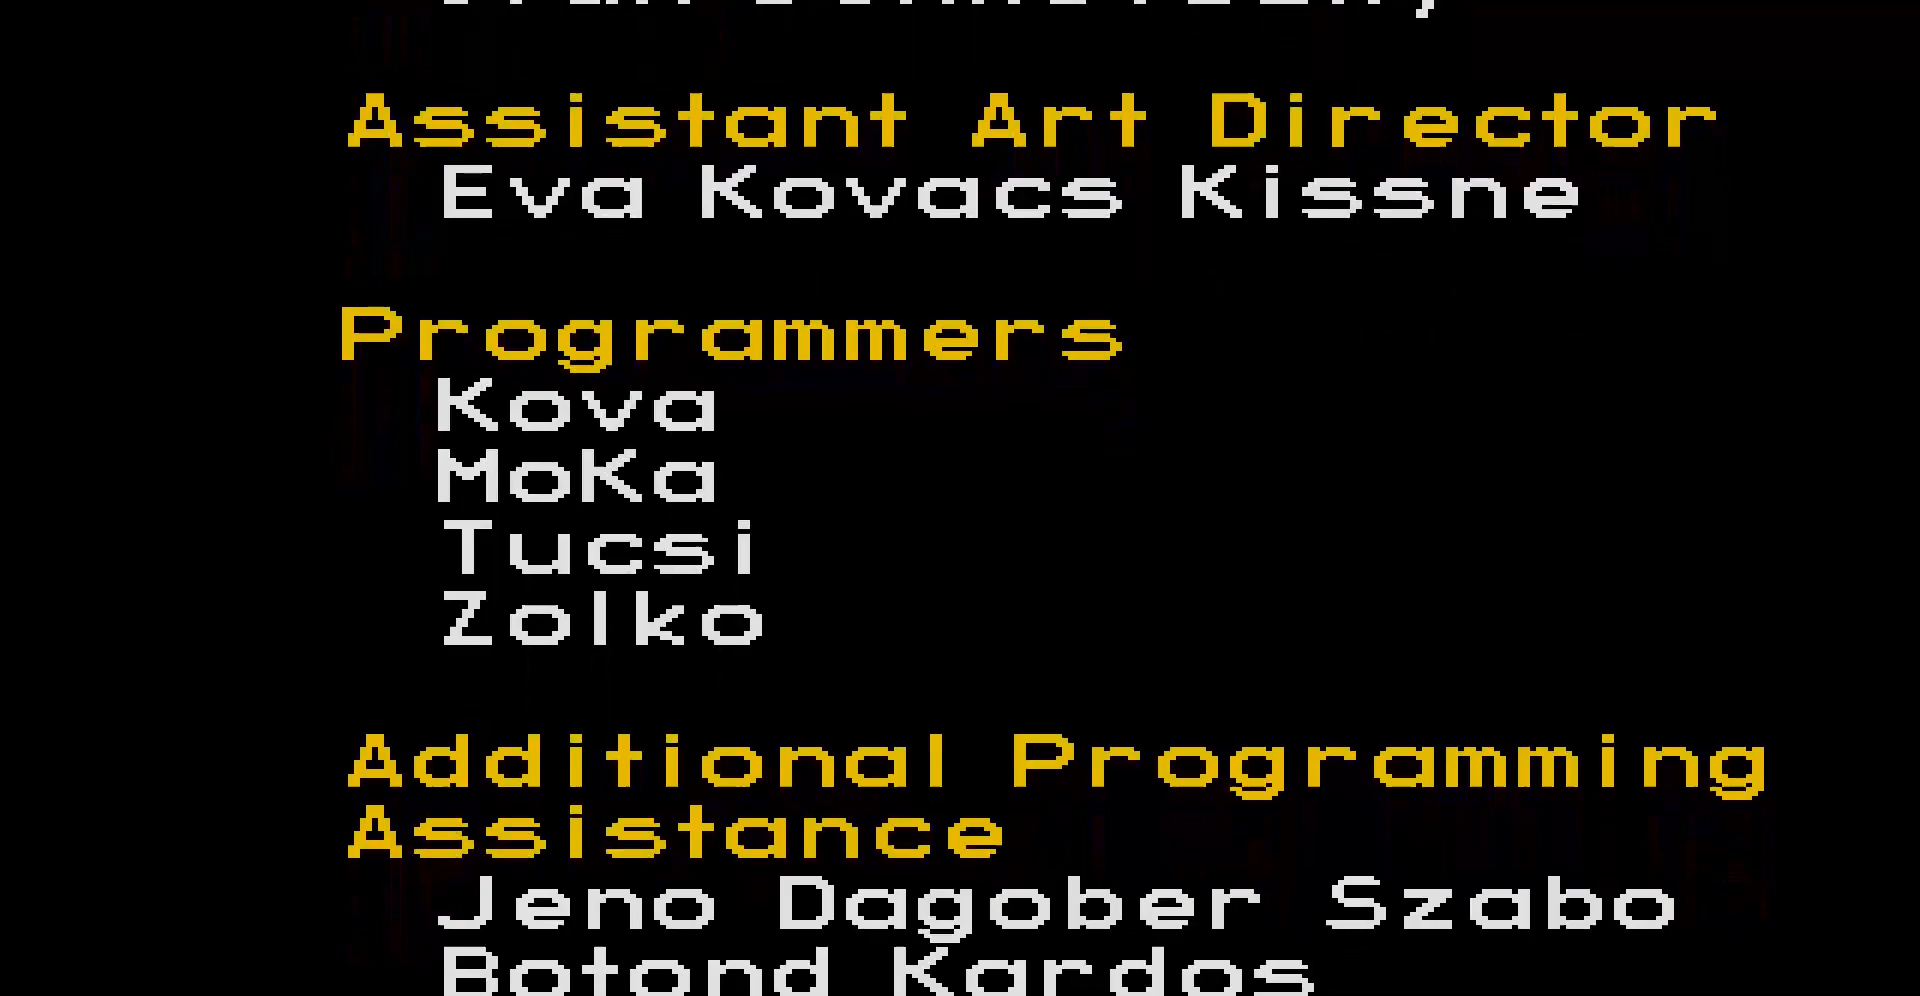 Assistant Art Director
Eva Kovacs Kissne
Programmers
Kova
MoKa
Tucsi
Zolko
Additional Programming
Assistance
Jeno Dagober Szabo
Botond Kardos